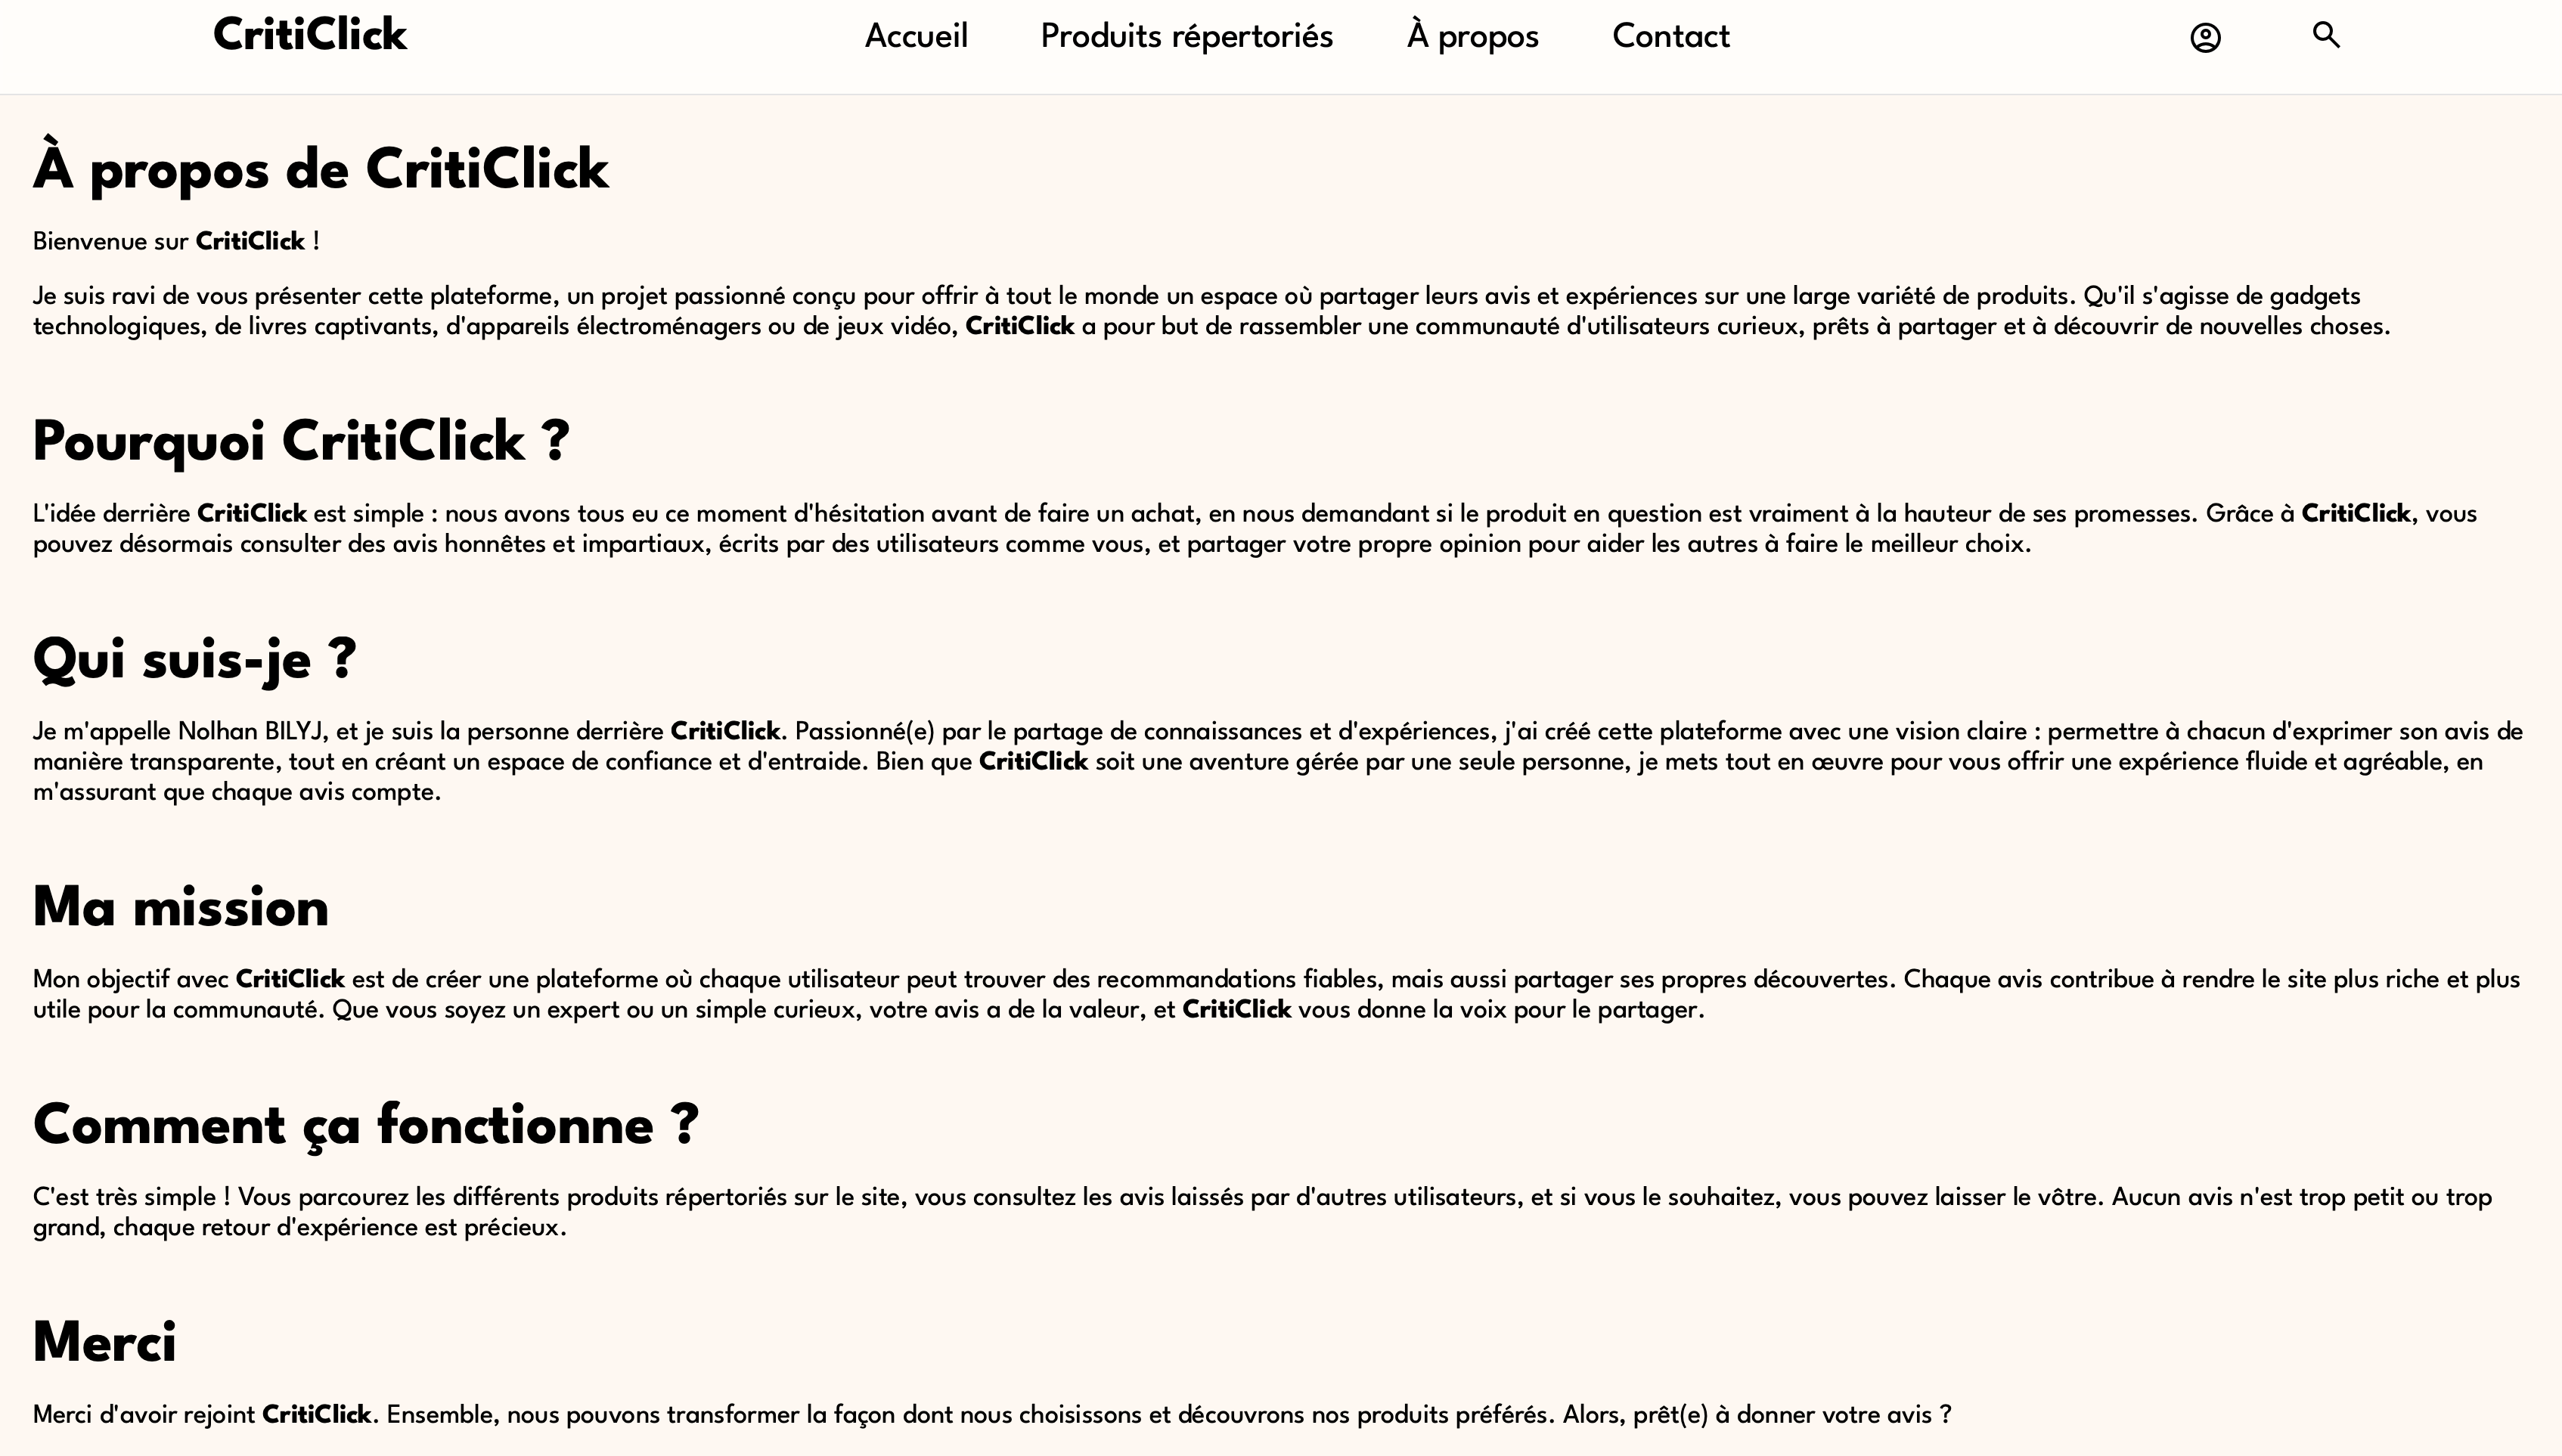 CritiClick
Accueil
Produits répertoriés
À propos
Contact
À propos de CritiClick
Bienvenue sur CritiClick !
Je suis ravi de vous présenter cette plateforme, un projet passionné conçu pour offrir à tout le monde un espace où partager leurs avis et expériences sur une large variété de produits. Qu'il s'agisse de gadgets
technologiques, de livres captivants, d'appareils électroménagers ou de jeux vidéo, CritiClick a pour but de rassembler une communauté d'utilisateurs curieux, prêts à partager et à découvrir de nouvelles choses.
Pourquoi CritiClick ?
L'idée derrière CritiClick est simple : nous avons tous eu ce moment d'hésitation avant de faire un achat, en nous demandant si le produit en question est vraiment à la hauteur de ses promesses. Grâce à CritiClick, vous
pouvez désormais consulter des avis honnêtes et impartiaux, écrits par des utilisateurs comme vous, et partager votre propre opinion pour aider les autres à faire le meilleur choix.
Qui suis-je ?
Je m'appelle Nolhan BILYJ, et je suis la personne derrière CritiClick. Passionné(e) par le partage de connaissances et d'expériences, j'ai créé cette plateforme avec une vision claire : permettre à chacun d'exprimer son avis de
manière transparente, tout en créant un espace de confiance et d'entraide. Bien que CritiClick soit une aventure gérée par une seule personne, je mets tout en œuvre pour vous offrir une expérience fluide et agréable, en
m'assurant que chaque avis compte.
Ma mission
Mon objectif avec CritiClick est de créer une plateforme où chaque utilisateur peut trouver des recommandations fiables, mais aussi partager ses propres découvertes. Chaque avis contribue à rendre le site plus riche et plus
utile pour la communauté. Que vous soyez un expert ou un simple curieux, votre avis a de la valeur, et CritiClick vous donne la voix pour le partager.
Comment ça fonctionne ?
C'est très simple ! Vous parcourez les différents produits répertoriés sur le site, vous consultez les avis laissés par d'autres utilisateurs, et si vous le souhaitez, vous pouvez laisser le vôtre. Aucun avis n'est trop petit ou trop
grand, chaque retour d'expérience est précieux.
Merci
Merci d'avoir rejoint CritiClick. Ensemble, nous pouvons transformer la façon dont nous choisissons et découvrons nos produits préférés. Alors, prêt(e) à donner votre avis ?